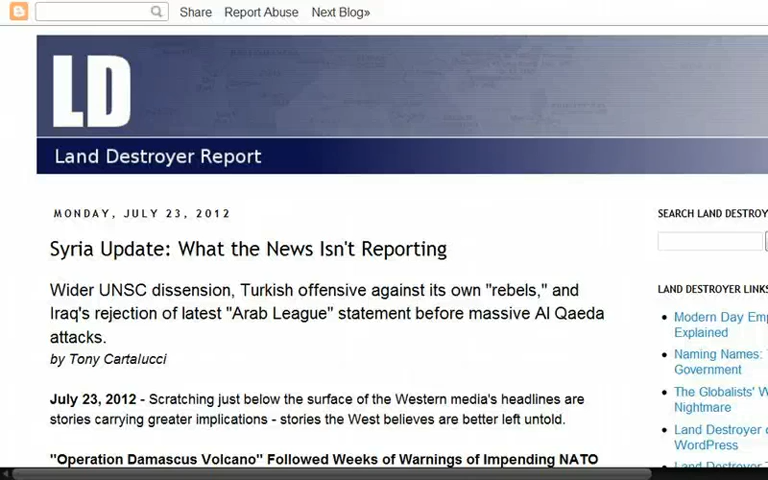 Share Report Abuse Next Blog»
LD
Land Destroyer Report
MONDAY, JULY 23, 2012
Syria Update: What the News Isn't Reporting
Wider UNSC dissension, Turkish offensive against its own "rebels," and
Iraq's rejection of latest "Arab League" statement before massive Al Qaeda
attacks.
by Tony Cartalucci
July 23, 2012 - Scratching just below the surface of the Western media's headlines are
stories carrying greater implications - stories the West believes are better left untold.
"Operation Damascus Volcano" Followed Weeks of Warnings of Impending NATO
SEARCH LAND DESTROY
LAND DESTROYER LINKS
Modern Day Emp
Explained
Naming Names:
Government
The Globalists' W
Nightmare
Land Destroyer o
WordPress
Land Destroyer